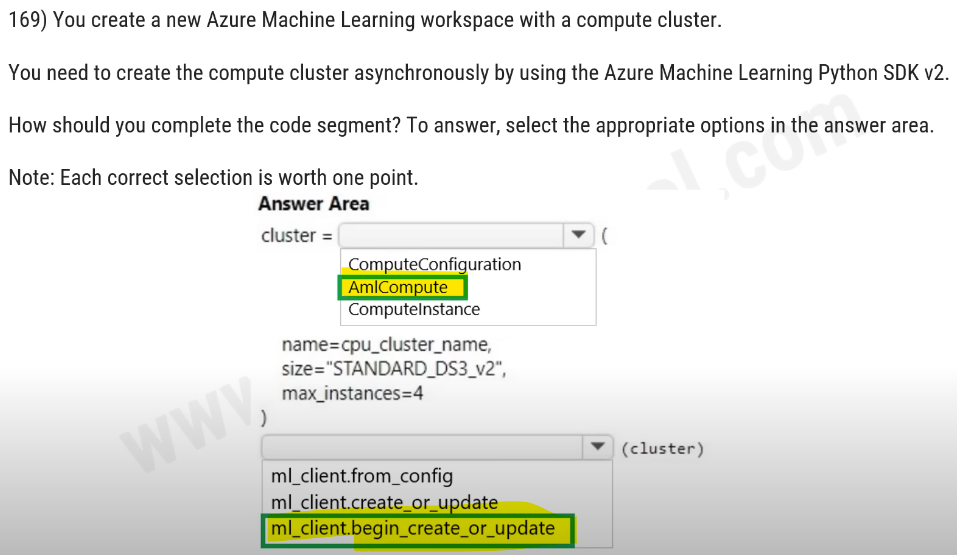 169) You create a new Azure Machine Learning workspace with a compute cluster.
You need to create the compute cluster asynchronously by using the Azure Machine Learning Python SDK v2.
How should you complete the code segment? To answer, select the appropriate options in the answer area.
Note: Each correct selection is worth one point.
Answer Area
cluster = (
ComputeConfiguration
AmlCompute
ComputeInstance
name=cpu_cluster_name,
size="STANDARD_DS3_v2",
max_instances=4
)
(cluster)
ml_client.from_config
ml_client.create_or_update
ml_client.begin_create_or_update